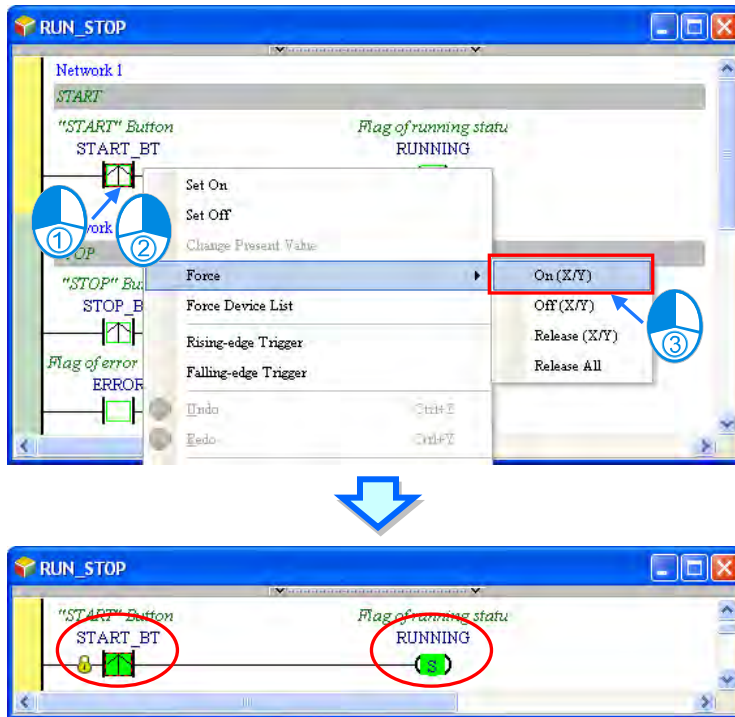 RUN_STOP
Network 1
START
"START" Button Flag of running statu
START_BT RUNNING
Set On
Set Off
①
②
Change Present Value
Force On (X/Y)
"STOP"
STOP_B Force Device List Off (X/Y)
Rising-edge Trigger Release (X/Y)
③
Flag of error Falling-edge Trigger Release All
ERROR
Undo Ctrl+Z
Redo Ctrl+Y
RUN_STOP
"START" Button Flag of running statu
START_BT RUNNING
S